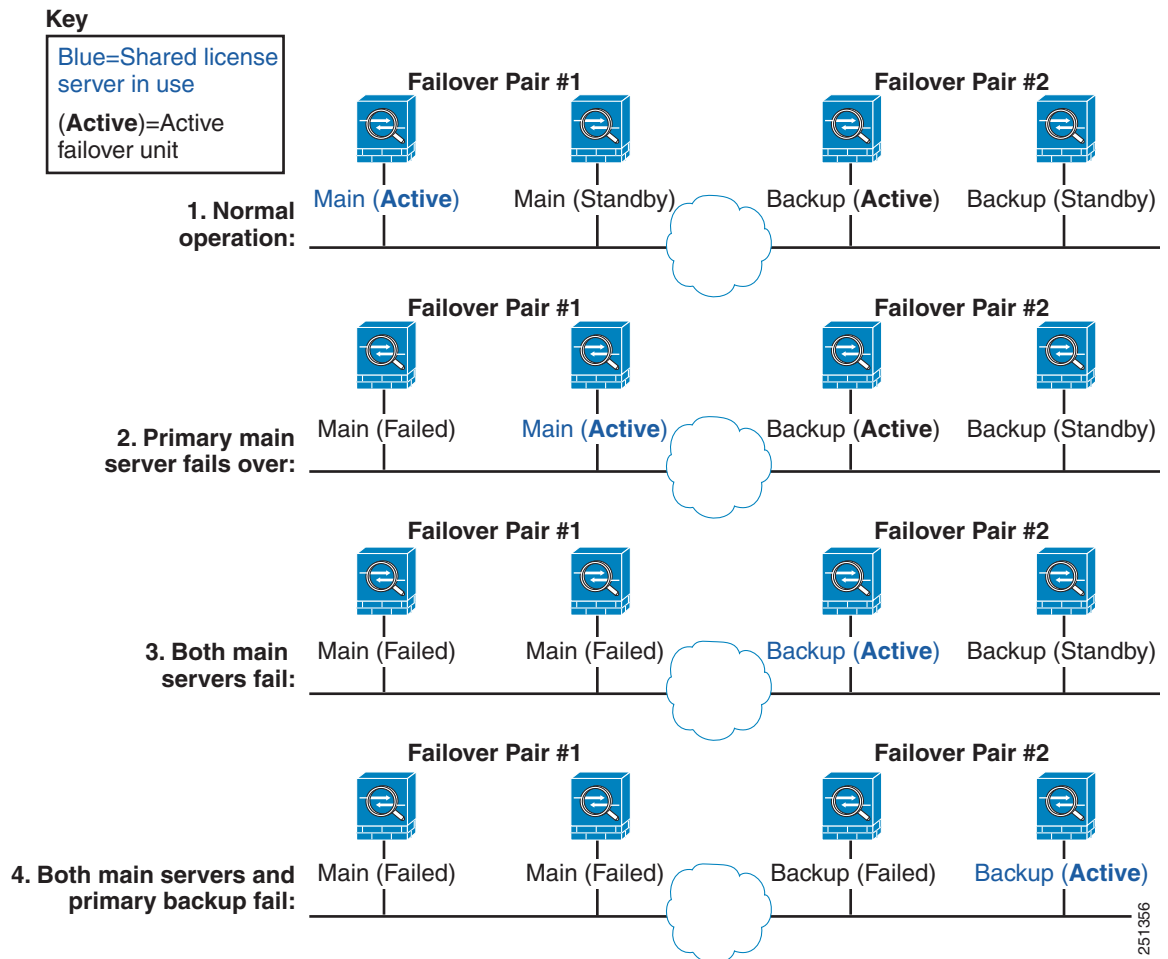 Key
Blue=Shared license
server in use
(Active)=Active
failover unit
Failover Pair #1
Failover Pair #2
1. Normal
operation:
Main (Active)
Main (Standby)
Backup (Active)
Backup (Standby)
Failover Pair #1
Failover Pair #2
2. Primary main
server fails over:
Main (Failed)
Main (Active)
Backup (Active)
Backup (Standby)
Failover Pair #1
Failover Pair #2
3. Both main
servers fail:
Main (Failed)
Main (Failed)
Backup (Active)
Backup (Standby)
Failover Pair #1
Failover Pair #2
4. Both main servers and
primary backup fail:
Main (Failed)
Main (Failed)
Backup (Failed)
Backup (Active)
251356